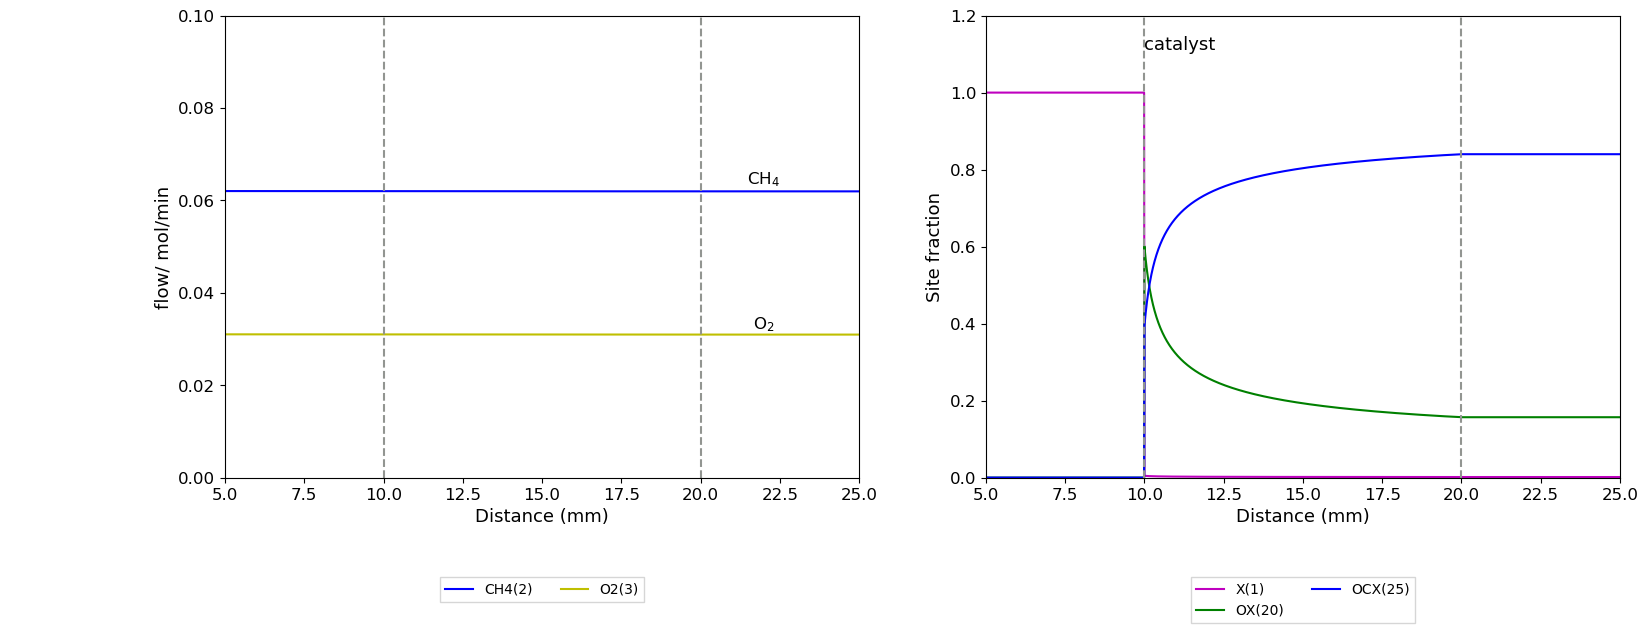 0.10
0.08
0.06
0.04
0.02
0.00
flow/ mol/min
CH4
O2
5.0 7.5 10.0 12.5 15.0 17.5 20.0 22.5 25.0
Distance (mm)
CH4(2) O2(3)
1.2
1.0
0.8
0.6
0.4
0.2
0.0
Site fraction
catalyst
5.0 7.5 10.0 12.5 15.0 17.5 20.0 22.5 25.0
Distance (mm)
X(1) OCX(25)
OX(20)